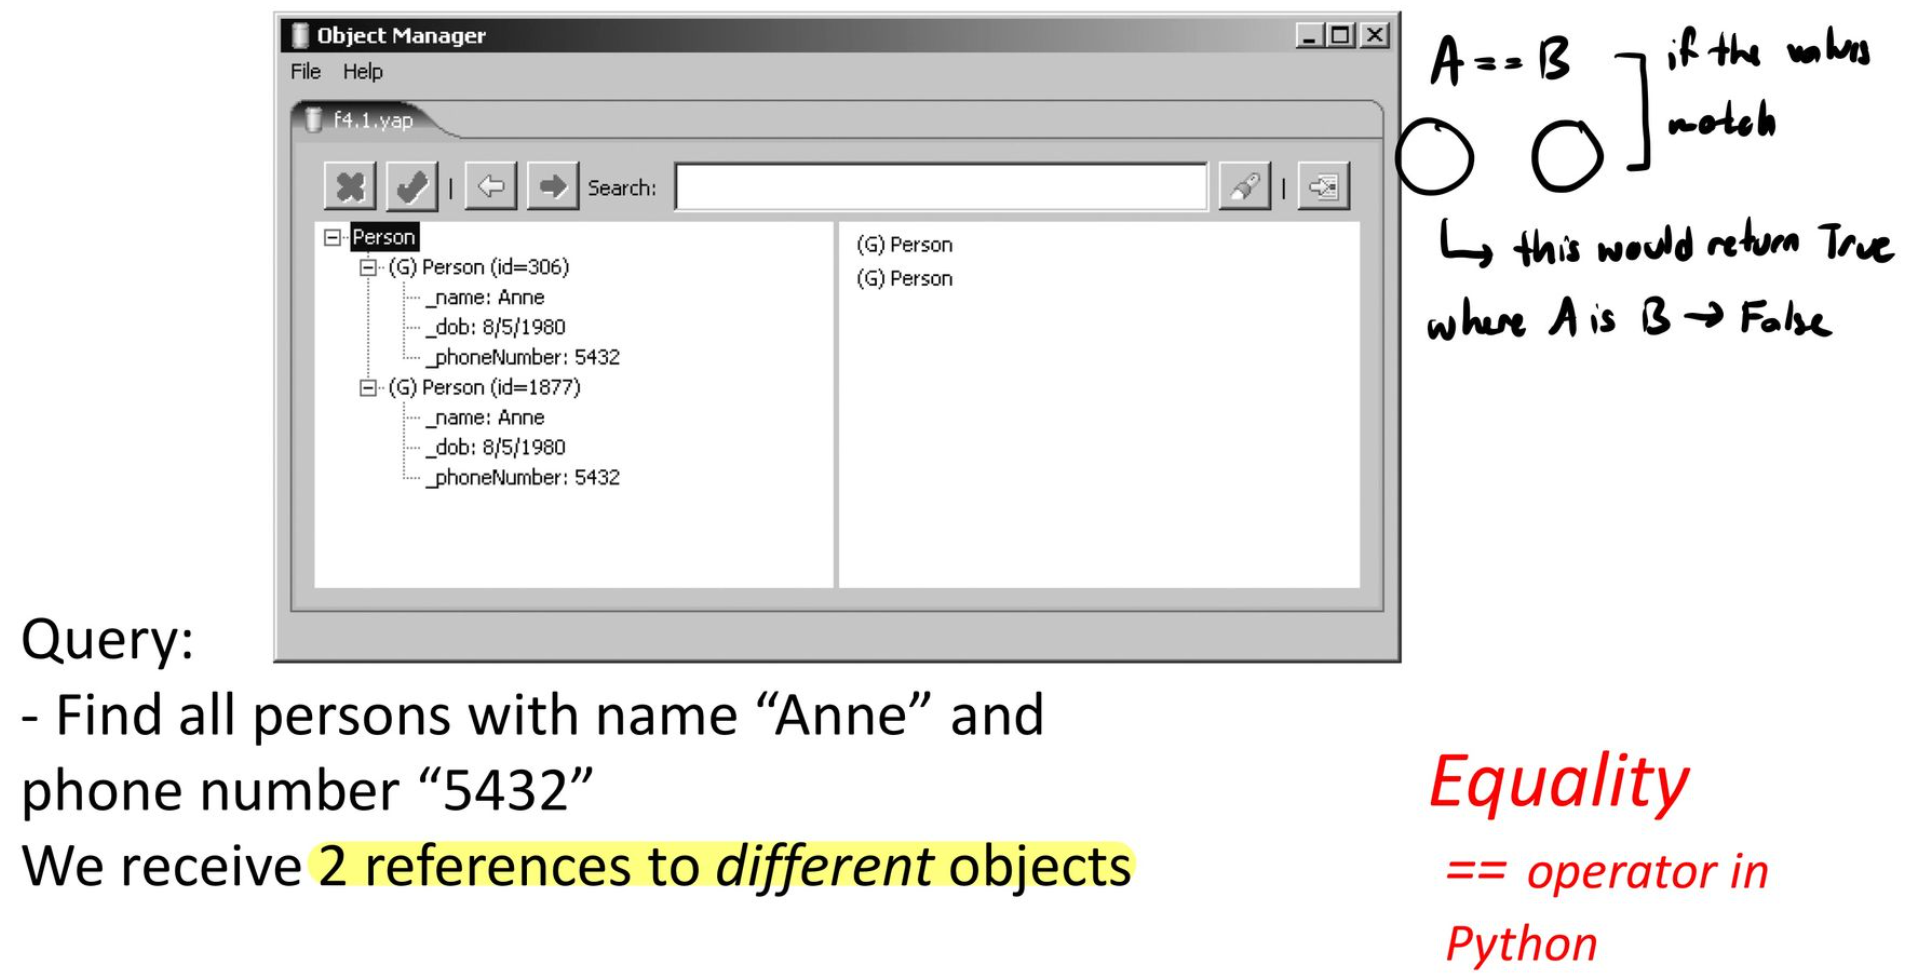 Object Manager
File Help
f4.1.yap
Search:
Person
(G) Person (id=306)
_name: Anne
_dob: 8/5/1980
_phoneNumber: 5432
(G) Person (id=1877)
_name: Anne
_dob: 8/5/1980
_phoneNumber: 5432
(G) Person
(G) Person
A == B if the values
match
↳ this would return True
where A is B → False
Query:
- Find all persons with name “Anne” and
phone number “5432”
We receive 2 references to different objects
Equality
== operator in
Python